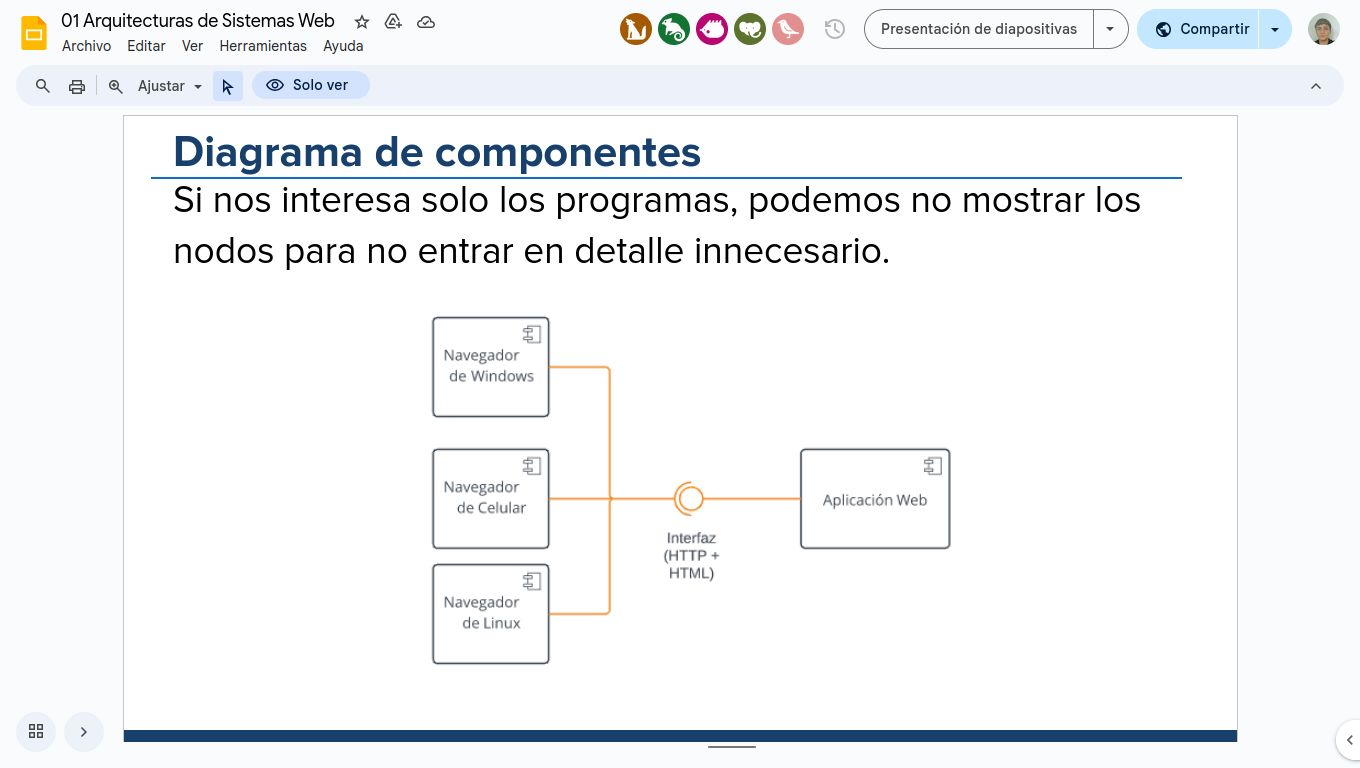 01 Arquitecturas de Sistemas Web
Archivo Editar Ver Herramientas Ayuda
Presentación de diapositivas
Compartir
Ajustar
Solo ver
Diagrama de componentes
Si nos interesa solo los programas, podemos no mostrar los
nodos para no entrar en detalle innecesario.
Navegador
de Windows
Navegador
de Celular
Aplicación Web
Interfaz
(HTTP +
HTML)
Navegador
de Linux